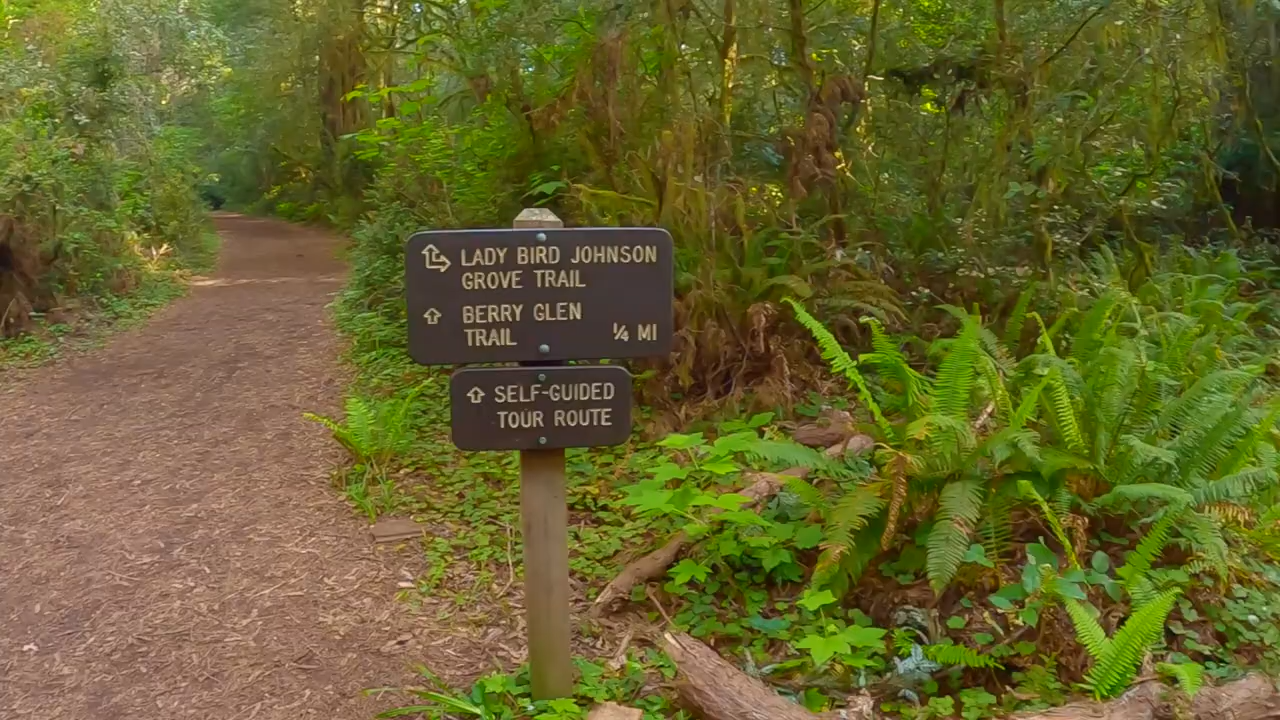 LADY BIRD JOHNSON
GROVE TRAIL
BERRY GLEN
TRAIL ¼ MI
SELF-GUIDED
TOUR ROUTE